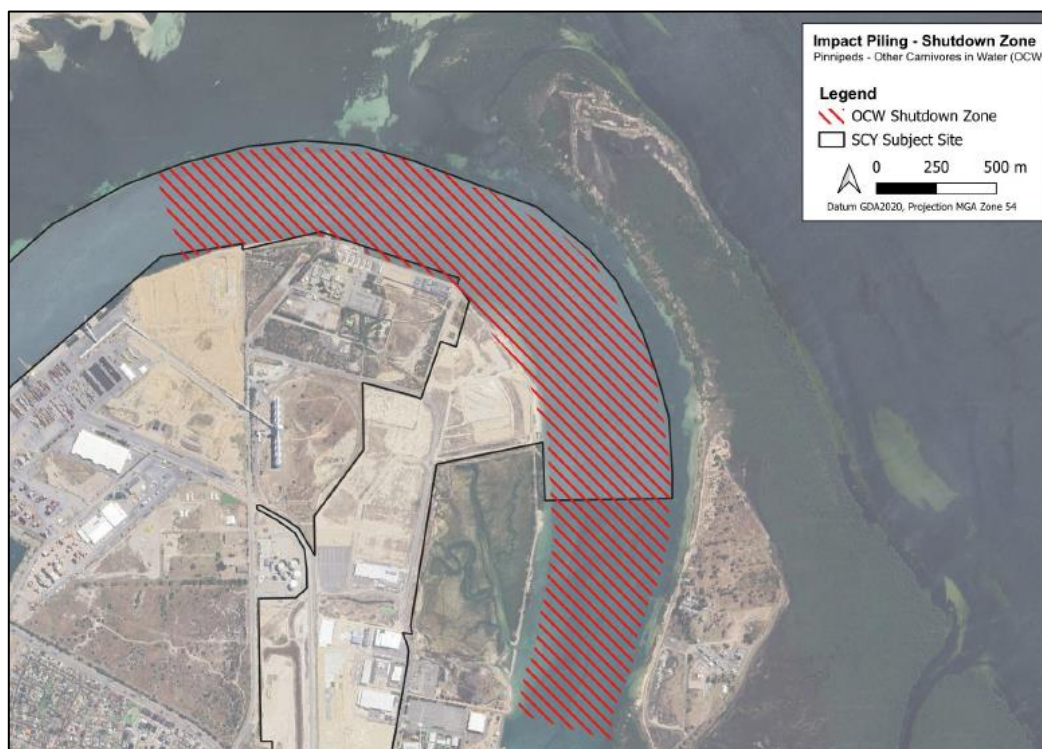 Impact Piling - Shutdown Zone
Pinnipeds - Other Carnivores in Water (OCW
Legend
OCW Shutdown Zone
SCY Subject Site
0 250 500 m
Datum GDA2020, Projection MGA Zone 54